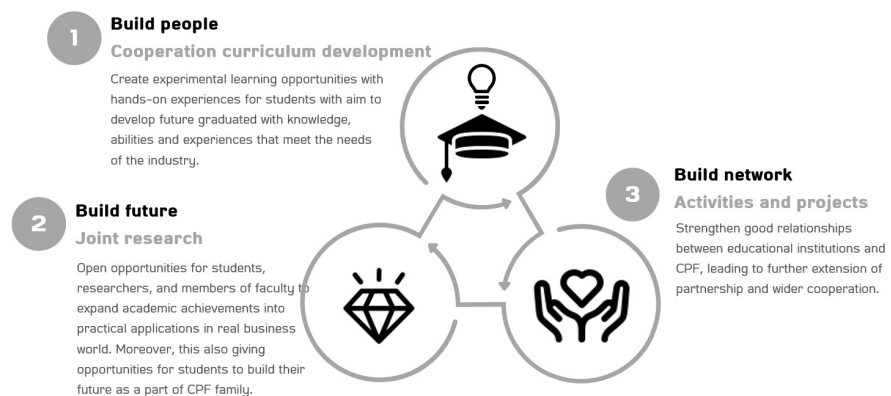 1
Build people
Cooperation curriculum development
Create experimental learning opportunities with
hands-on experiences for students with aim to
develop future graduated with knowledge,
abilities and experiences that meet the needs
of the industry.
2
Build future
Joint research
Open opportunities for students,
researchers, and members of faculty to
expand academic achievements into
practical applications in real business
world. Moreover, this also giving
opportunities for students to build their
future as a part of CPF family.
3
Build network
Activities and projects
Strengthen good relationships
between educational institutions and
CPF, leading to further extension of
partnership and wider cooperation.